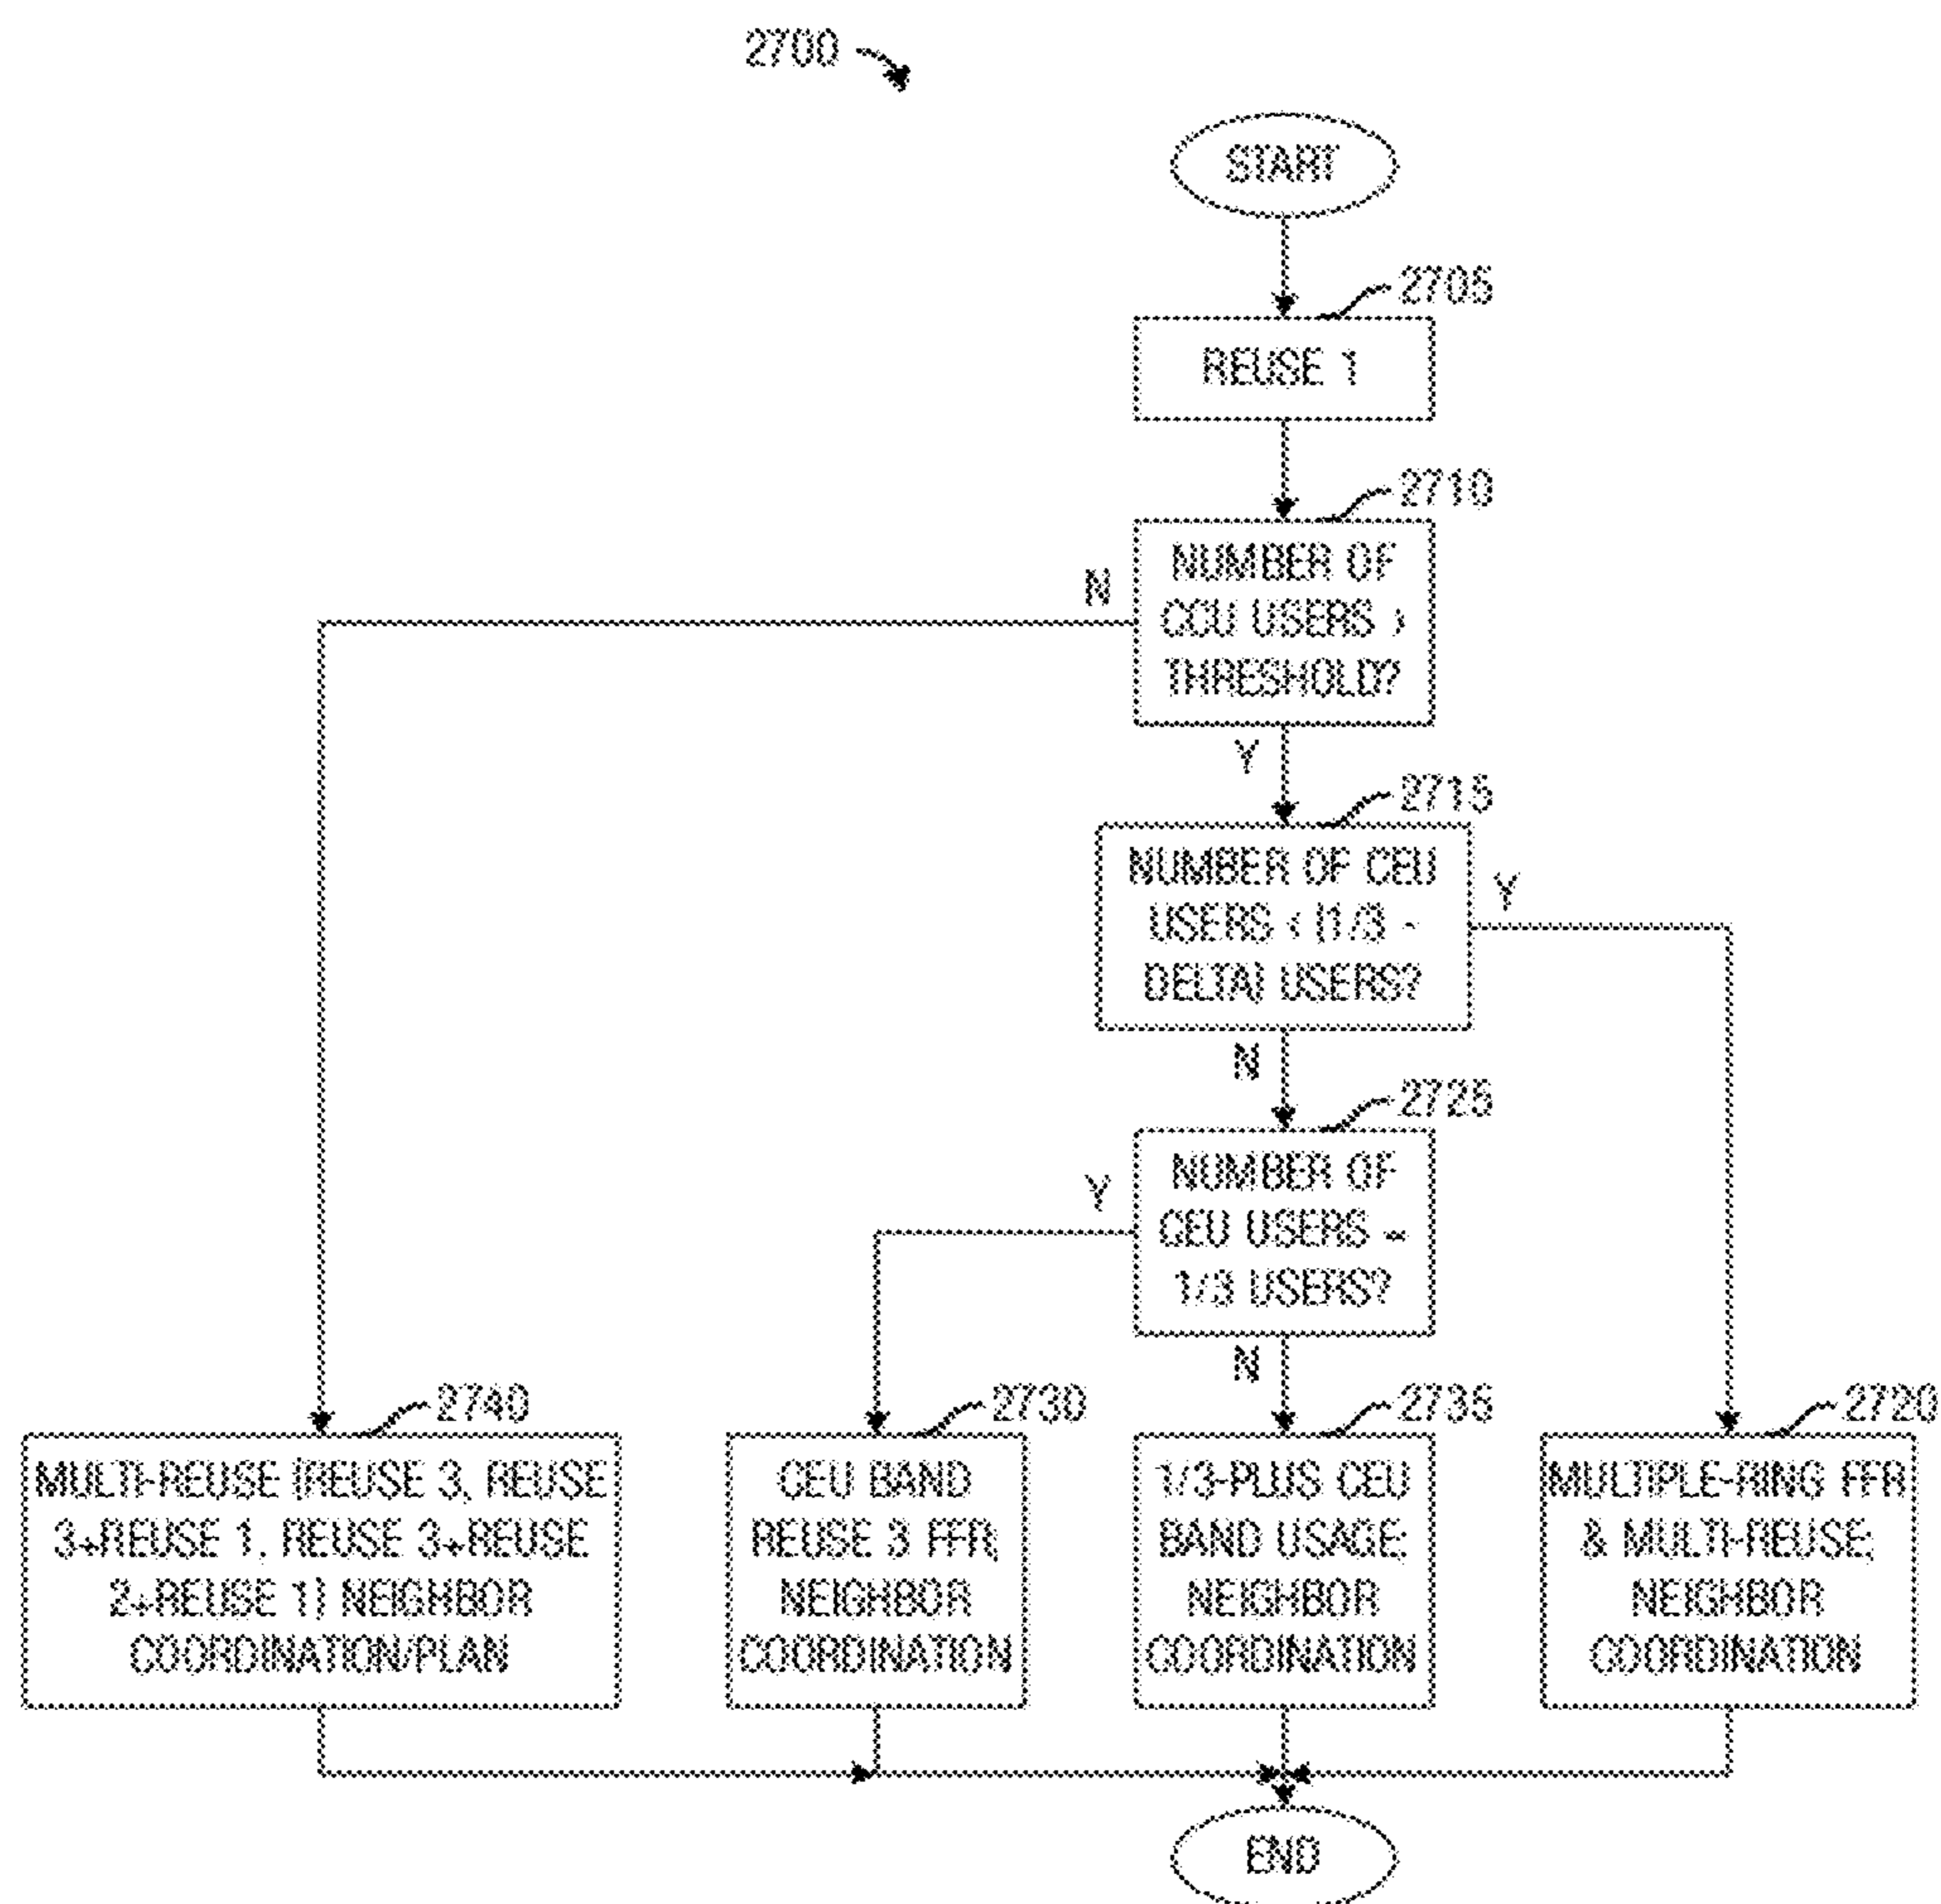 2700
START
2705
REUSE 1
2710
NUMBER OF
CCU USERS >
THRESHOLD?
N
Y
2715
NUMBER OF CEU
USERS < (1/3 -
DELTA) USERS?
Y
N
2725
NUMBER OF
CEU USERS =
1/3 USERS?
Y
N
2740
MULTI-REUSE (REUSE 3, REUSE
3+REUSE 1, REUSE 3+REUSE
2+REUSE 1) NEIGHBOR
COORDINATION/PLAN
2730
CEU BAND
REUSE 3 FFR;
NEIGHBOR
COORDINATION
2735
1/3-PLUS CEU
BAND USAGE;
NEIGHBOR
COORDINATION
2720
MULTIPLE-RING FFR
& MULTI-REUSE;
NEIGHBOR
COORDINATION
END